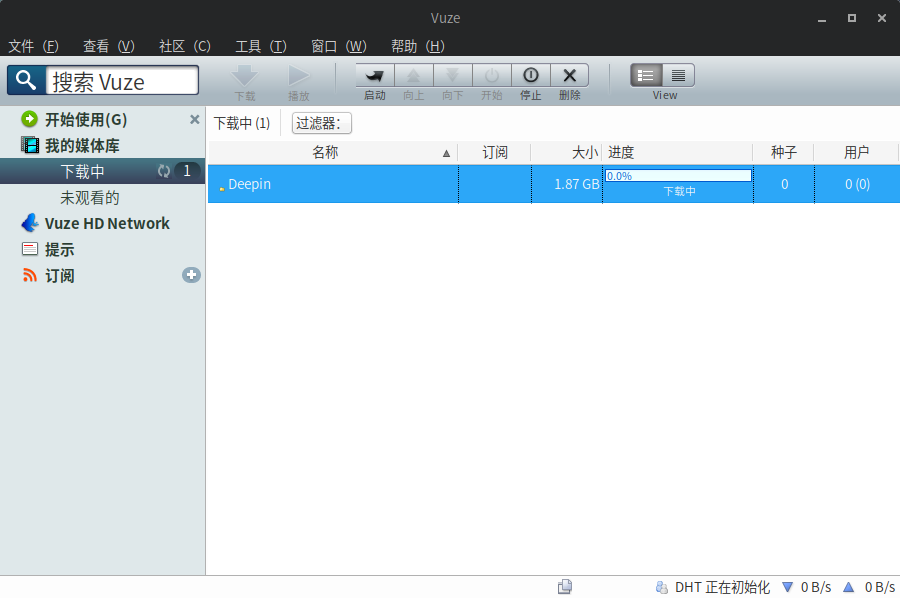 Vuze
文件（F） 查看（V） 社区（C） 工具（T） 窗口（W） 帮助（H）
搜索 Vuze
下载 播放 启动 向上 向下 开始 停止 删除 View
开始使用(G)
我的媒体库
下载中 1
未观看的
Vuze HD Network
提示
订阅
下载中 (1) 过滤器：
名称 订阅 大小 进度 种子 用户
Deepin 1.87 GB 0.0% 0 0 (0)
下载中
DHT 正在初始化 0 B/s 0 B/s